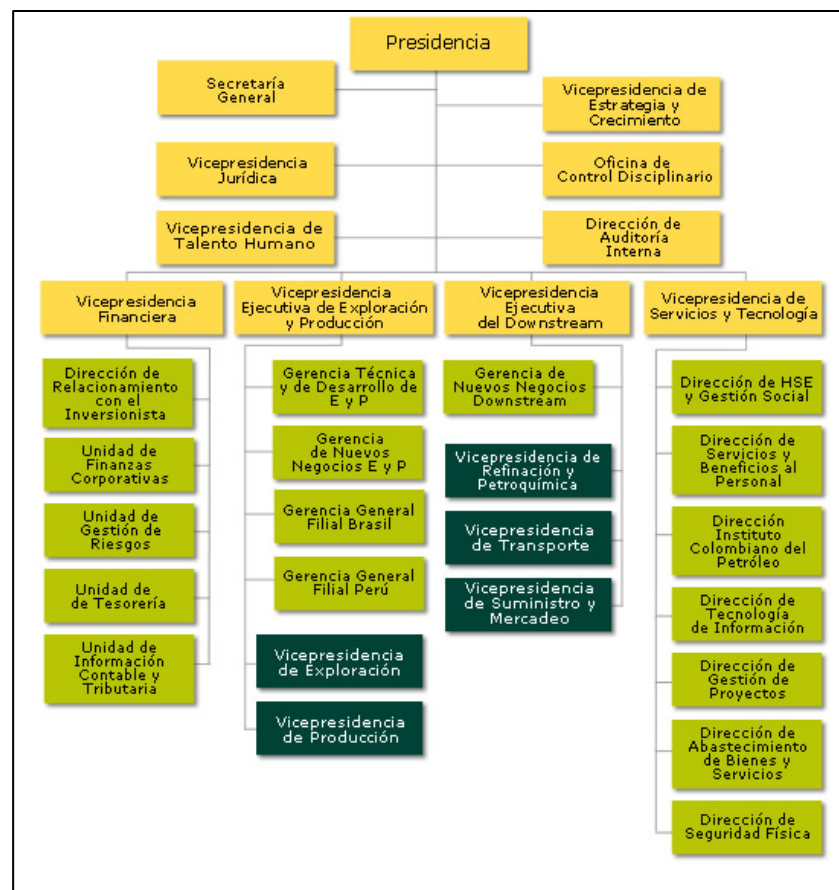 Presidencia
Secretaría
General
Vicepresidencia de
Estrategia y
Crecimiento
Vicepresidencia
Jurídica
Oficina de
Control Disciplinario
Vicepresidencia de
Talento Humano
Dirección de
Auditoría
Interna
Vicepresidencia
Financiera
Vicepresidencia
Ejecutiva de Exploración
y Producción
Vicepresidencia
Ejecutiva
del Downstream
Vicepresidencia de
Servicios y Tecnología
Dirección de
Relacionamiento
con el
Inversionista
Unidad de
Finanzas
Corporativas
Unidad de
Gestión de
Riesgos
Unidad de
de Tesorería
Unidad de
Información
Contable y
Tributaria
Gerencia Técnica
y de Desarrollo de
E y P
Gerencia
de Nuevos
Negocios E y P
Gerencia General
Filial Brasil
Gerencia General
Filial Perú
Vicepresidencia
de Exploración
Vicepresidencia
de Producción
Gerencia de
Nuevos Negocios
Downstream
Vicepresidencia de
Refinación y
Petroquímica
Vicepresidencia
de Transporte
Vicepresidencia
de Suministro y
Mercadeo
Dirección de HSE
y Gestión Social
Dirección de
Servicios y
Beneficios al
Personal
Dirección
Instituto
Colombiano del
Petróleo
Dirección de
Tecnología
de Información
Dirección de
Gestión de
Proyectos
Dirección de
Abastecimiento
de Bienes y
Servicios
Dirección de
Seguridad Física